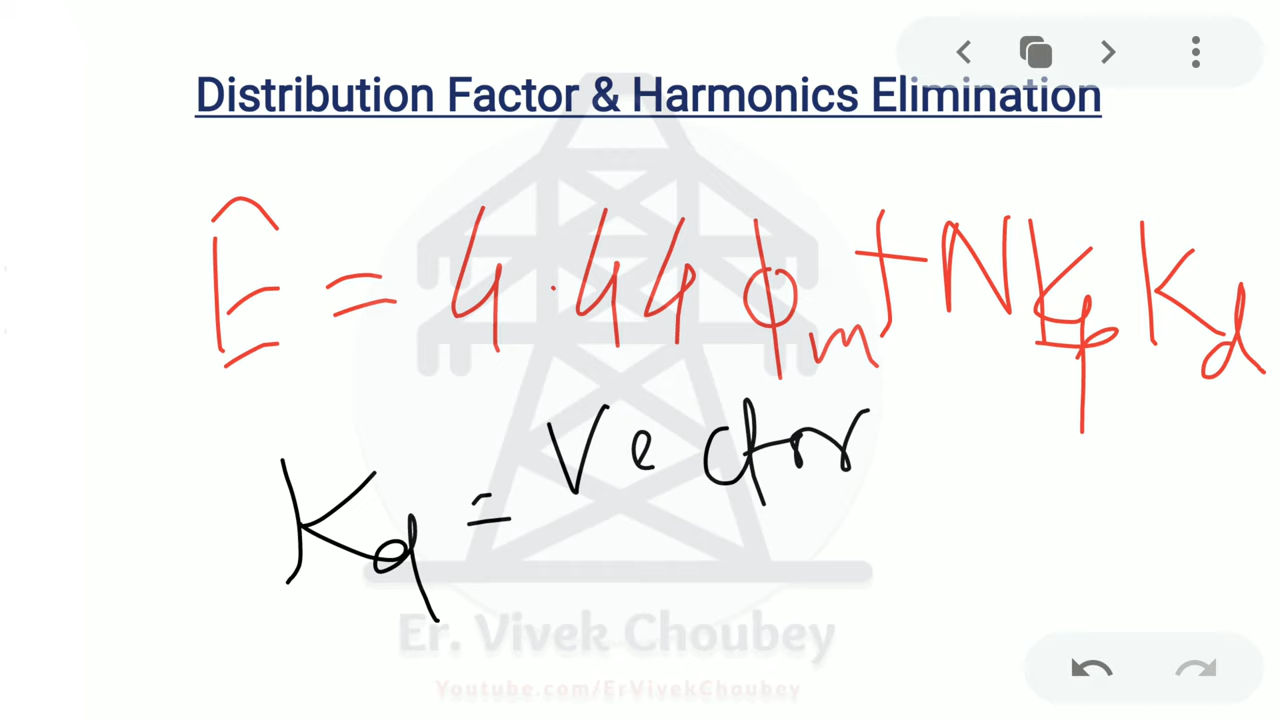 Distribution Factor & Harmonics Elimination
Ê = 4.44 ϕm f N Kp Kd
Kd = Vector
Er. Vivek Choubey
Youtube.com/ErVivekChoubey